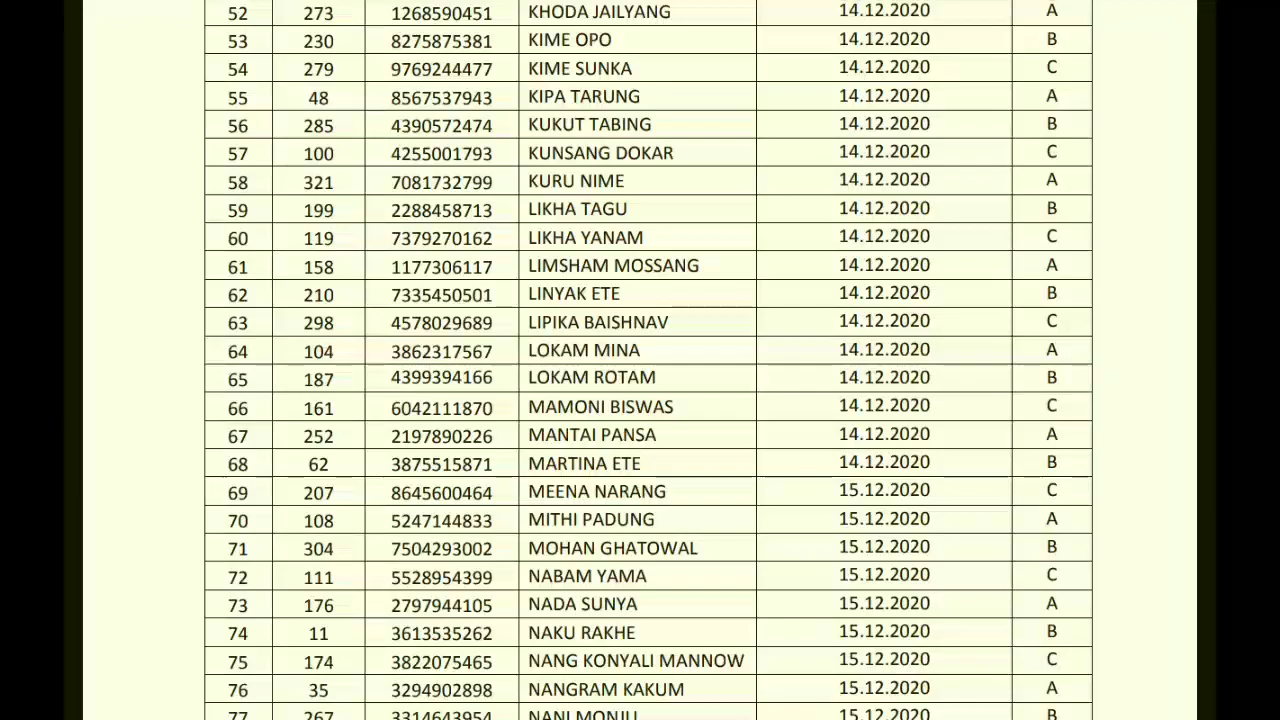 52 273 1268590451 KHODA JAILYANG 14.12.2020 A
53 230 8275875381 KIME OPO 14.12.2020 B
54 279 9769244477 KIME SUNKA 14.12.2020 C
55 48 8567537943 KIPA TARUNG 14.12.2020 A
56 285 4390572474 KUKUT TABING 14.12.2020 B
57 100 4255001793 KUNSANG DOKAR 14.12.2020 C
58 321 7081732799 KURU NIME 14.12.2020 A
59 199 2288458713 LIKHA TAGU 14.12.2020 B
60 119 7379270162 LIKHA YANAM 14.12.2020 C
61 158 1177306117 LIMSHAM MOSSANG 14.12.2020 A
62 210 7335450501 LINYAK ETE 14.12.2020 B
63 298 4578029689 LIPIKA BAISHNAV 14.12.2020 C
64 104 3862317567 LOKAM MINA 14.12.2020 A
65 187 4399394166 LOKAM ROTAM 14.12.2020 B
66 161 6042111870 MAMONI BISWAS 14.12.2020 C
67 252 2197890226 MANTAI PANSA 14.12.2020 A
68 62 3875515871 MARTINA ETE 14.12.2020 B
69 207 8645600464 MEENA NARANG 15.12.2020 C
70 108 5247144833 MITHI PADUNG 15.12.2020 A
71 304 7504293002 MOHAN GHATOWAL 15.12.2020 B
72 111 5528954399 NABAM YAMA 15.12.2020 C
73 176 2797944105 NADA SUNYA 15.12.2020 A
74 11 3613535262 NAKU RAKHE 15.12.2020 B
75 174 3822075465 NANG KONYALI MANNOW 15.12.2020 C
76 35 3294902898 NANGRAM KAKUM 15.12.2020 A
77 267 3314643954 NANI MONJU 15.12.2020 B